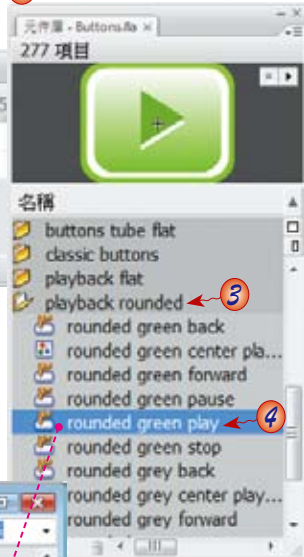 元件庫 - Buttons.fla ×
277 項目
名稱
buttons tube flat
classic buttons
playback flat
playback rounded
3
rounded green back
rounded green center pla...
rounded green forward
rounded green pause
rounded green play
4
rounded green stop
rounded grey back
rounded grey center play...
rounded grey forward